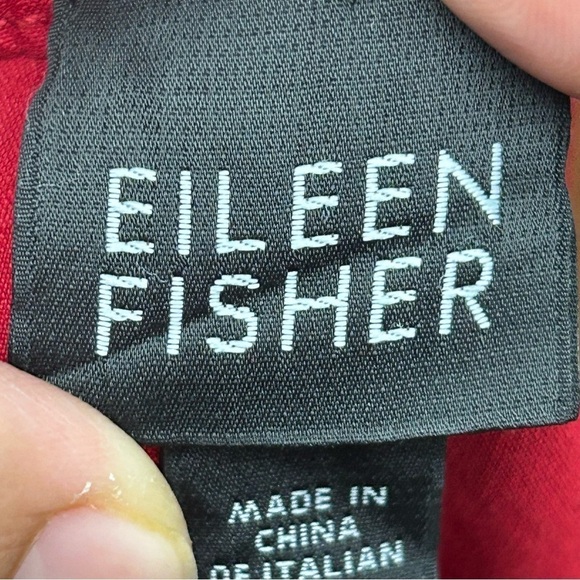 EILEEN
FISHER
MADE IN
CHINA
OF ITALIAN